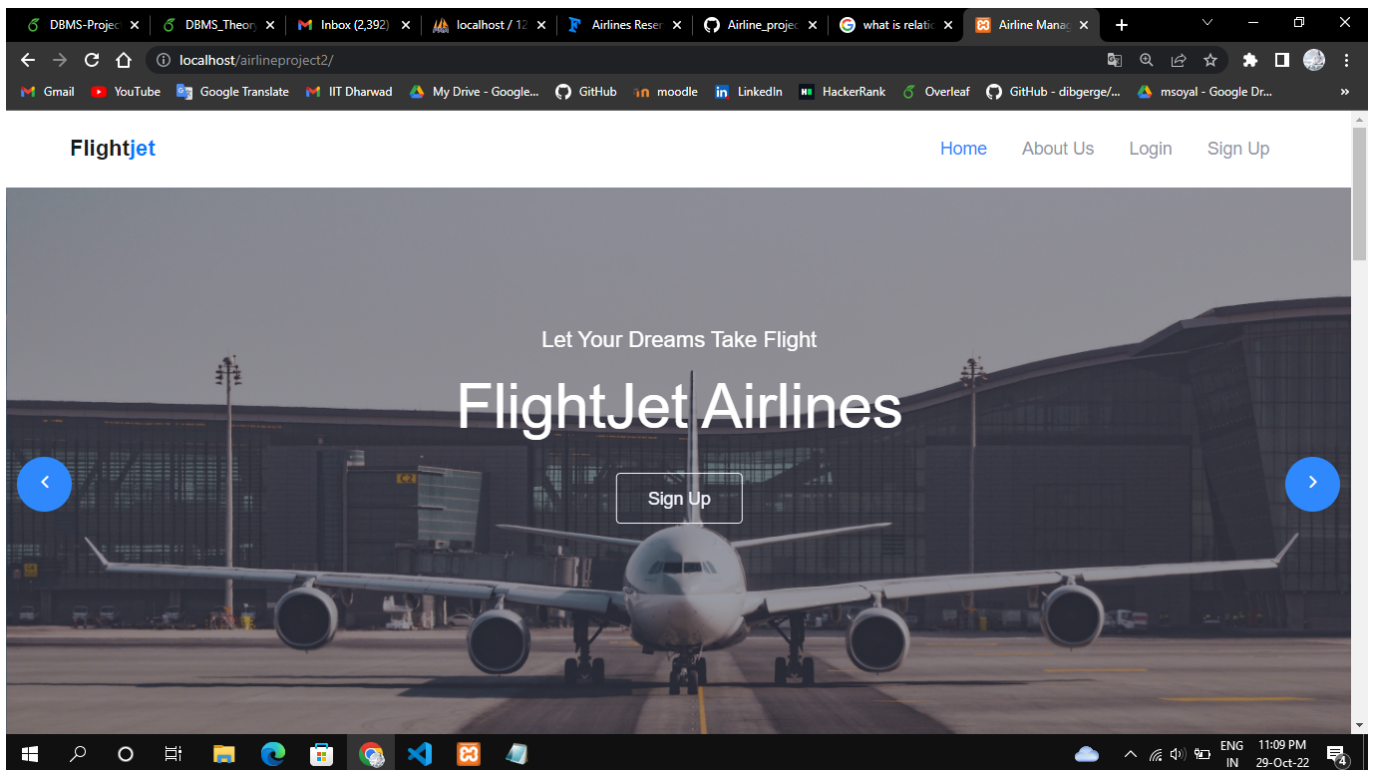 DBMS-Projec DBMS_Theory Inbox (2,392) localhost / 12 Airlines Reser Airline_projec what is relatio Airline Manag
localhost/airlineproject2/
Gmail YouTube Google Translate IIT Dharwad My Drive - Google... GitHub moodle LinkedIn HackerRank Overleaf GitHub - dibgerge/... msoyal - Google Dr... »
Flightjet Home About Us Login Sign Up
Let Your Dreams Take Flight
FlightJet Airlines
C2
Sign Up
ENG 11:09 PM
IN 29-Oct-22 4